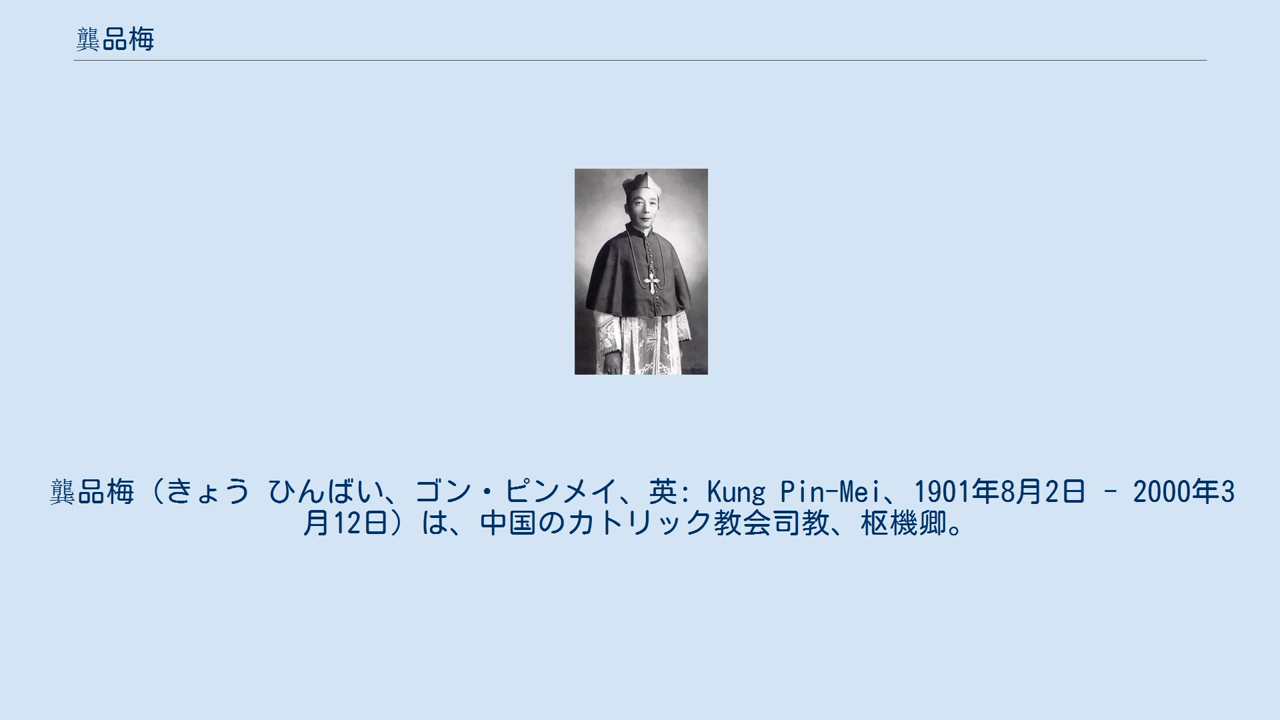 龔品梅
龔品梅（きょう ひんばい、ゴン・ピンメイ、英: Kung Pin-Mei、1901年8月2日 - 2000年3
月12日）は、中国のカトリック教会司教、枢機卿。